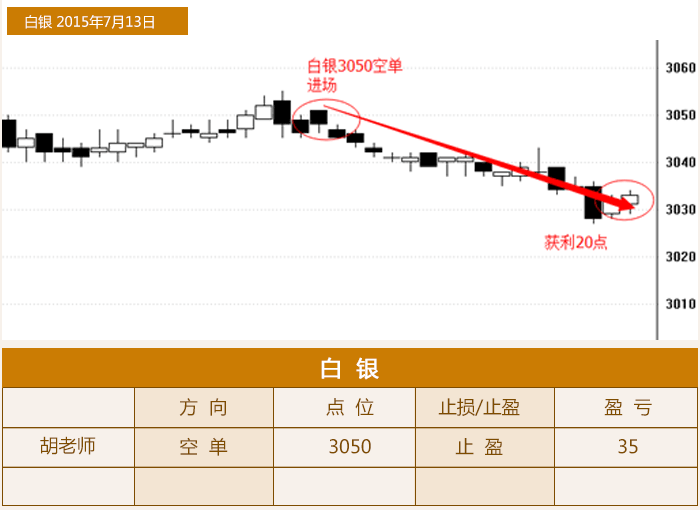 白银 2015年7月13日
白银3050空单
进场
3060
3050
3040
3030
获利20点
3020
3010
白 银
方 向 点 位 止损/止盈 盈 亏
胡老师 空 单 3050 止 盈 35